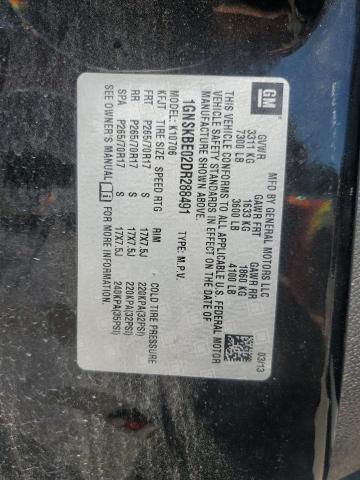 GM
MFD BY GENERAL MOTORS LLC
03/13
GVWR GAWR FRT GAWR RR
3311 KG 1633 KG 1860 KG
7300 LB 3600 LB 4100 LB
THIS VEHICLE CONFORMS TO ALL APPLICABLE U.S. FEDERAL MOTOR
VEHICLE SAFETY STANDARDS IN EFFECT ON THE DATE OF
MANUFACTURE SHOWN ABOVE.
1GNSKBE02DR288491 TYPE: M.P.V.
MODEL: K10706
KFJT TIRE SIZE SPEED RTG RIM COLD TIRE PRESSURE
FRT P265/70R17 S 17X7.5J 220KPA(32PSI)
RR P265/70R17 S 17X7.5J 220KPA(32PSI)
SPA P265/70R17 S 17X7.5J 240KPA(35PSI)
SEE OWNER'S MANUAL i FOR MORE INFORMATION.